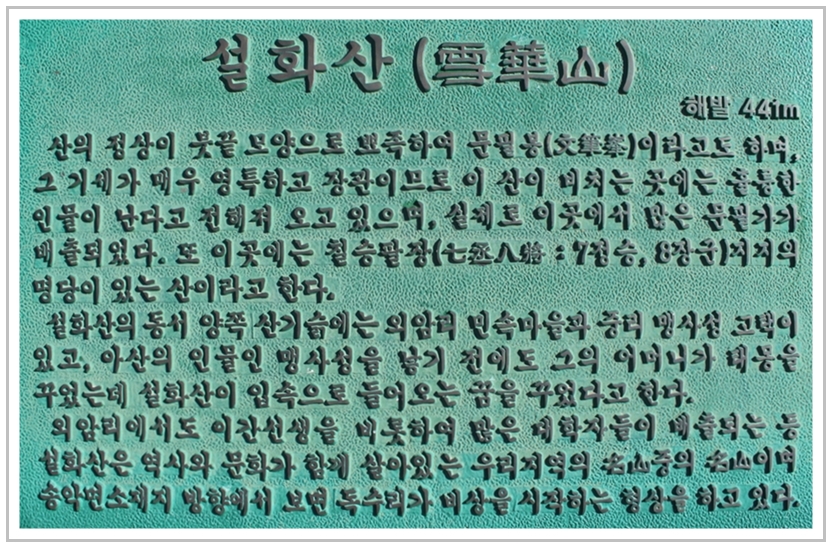 설화산(雪華山)
해발 441m
산의 정상이 붓끝 모양으로 뾰족하여 문필봉(文筆峯)이라고도 하며,
그 기세가 매우 영특하고 장관이므로 이 산이 비치는 곳에는 훌륭한
인물이 난다고 전해져 오고 있으며, 실제로 이곳에서 많은 문필가가
배출되었다. 또 이곳에는 칠승팔장(七丞八將 : 7정승, 8장군)지지의
명당이 있는 산이라고 한다.
설화산의 동서 양쪽 산기슭에는 외암리 민속마을과 중리 맹사성 고택이
있고, 아산의 인물인 맹사성을 낳기 전에도 그의 어머니가 태몽을
꾸었는데 설화산이 입속으로 들어오는 꿈을 꾸었다고 한다.
외암리에서도 이간선생을 비롯하여 많은 대학자들이 배출되는 등
설화산은 역사와 문화가 함께 살아있는 우리지역의 名山중의 名山이며
송악면소재지 방향에서 보면 독수리가 비상을 시작하는 형상을 하고 있다.